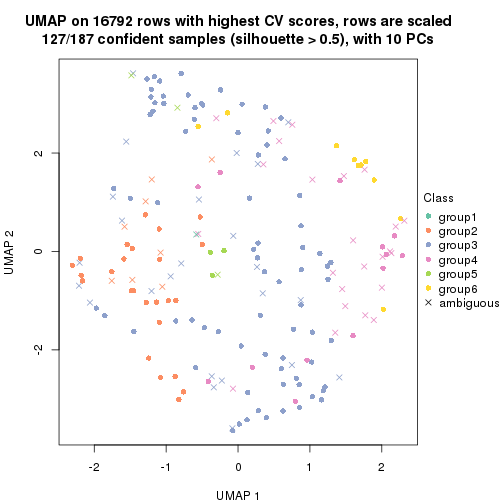 UMAP on 16792 rows with highest CV scores, rows are scaled
127/187 confident samples (silhouette > 0.5), with 10 PCs
2
0
-2
UMAP 2
-2
-1
0
1
2
UMAP 1
Class
group1
group2
group3
group4
group5
group6
ambiguous